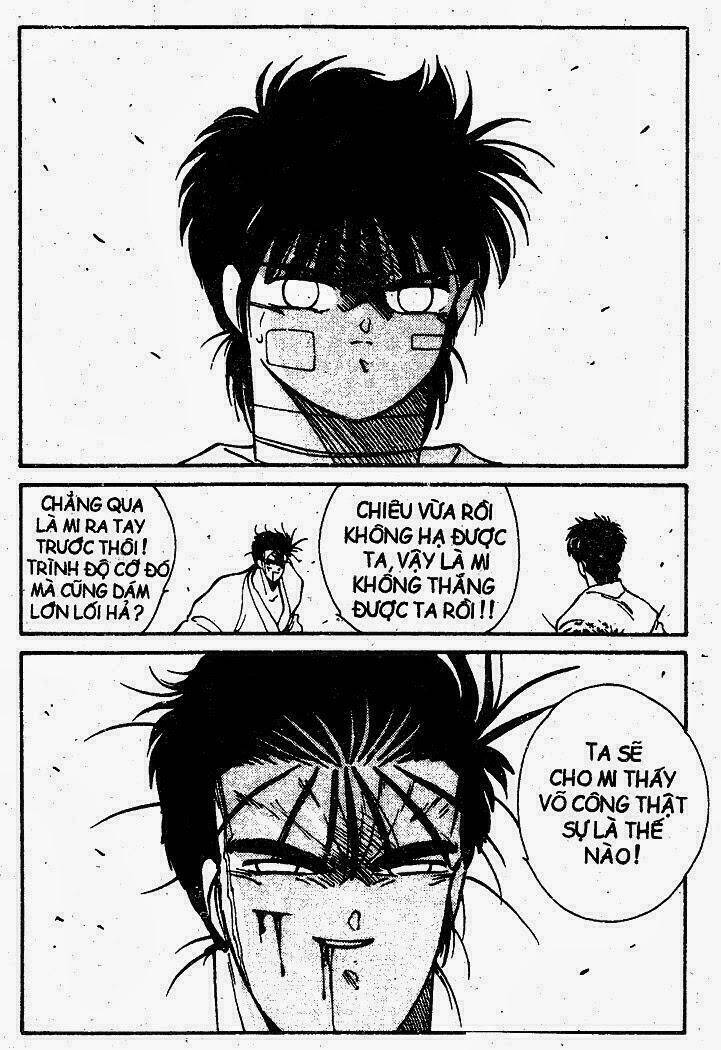 CHẲNG QUA
LÀ MI RA TAY
TRƯỚC THÔI!
TRÌNH ĐỘ CỠ ĐÓ
MÀ CŨNG DÁM
LỚN LỐI HẢ?
CHIÊU VỪA RỒI
KHÔNG HẠ ĐƯỢC
TA, VẬY LÀ MI
KHÔNG THẮNG
ĐƯỢC TA RỒI!!
TA SẼ
CHO MI THẤY
VÕ CÔNG THẬT
SỰ LÀ THẾ
NÀO!